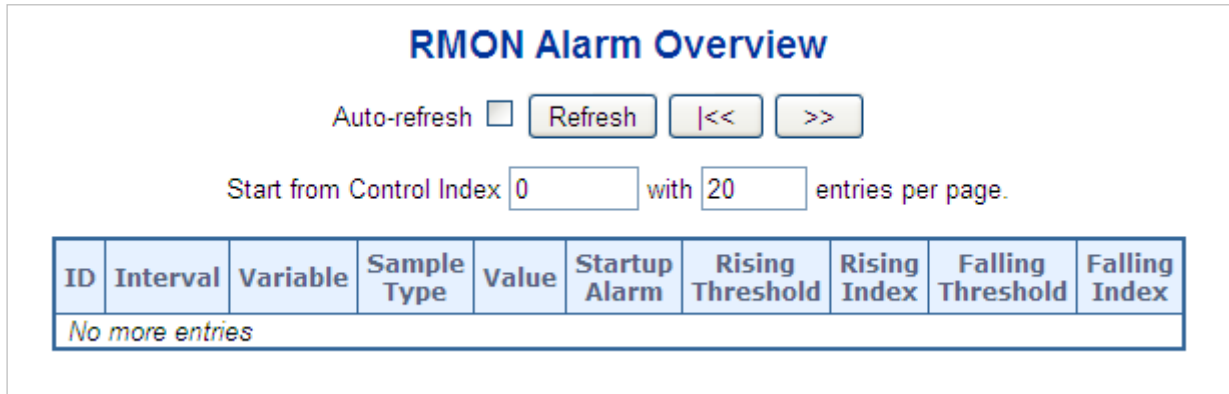 RMON Alarm Overview
Auto-refresh Refresh |<< >>
Start from Control Index 0 with 20 entries per page.
ID Interval Variable Sample Type Value Startup Alarm Rising Threshold Rising Index Falling Threshold Falling Index
No more entries